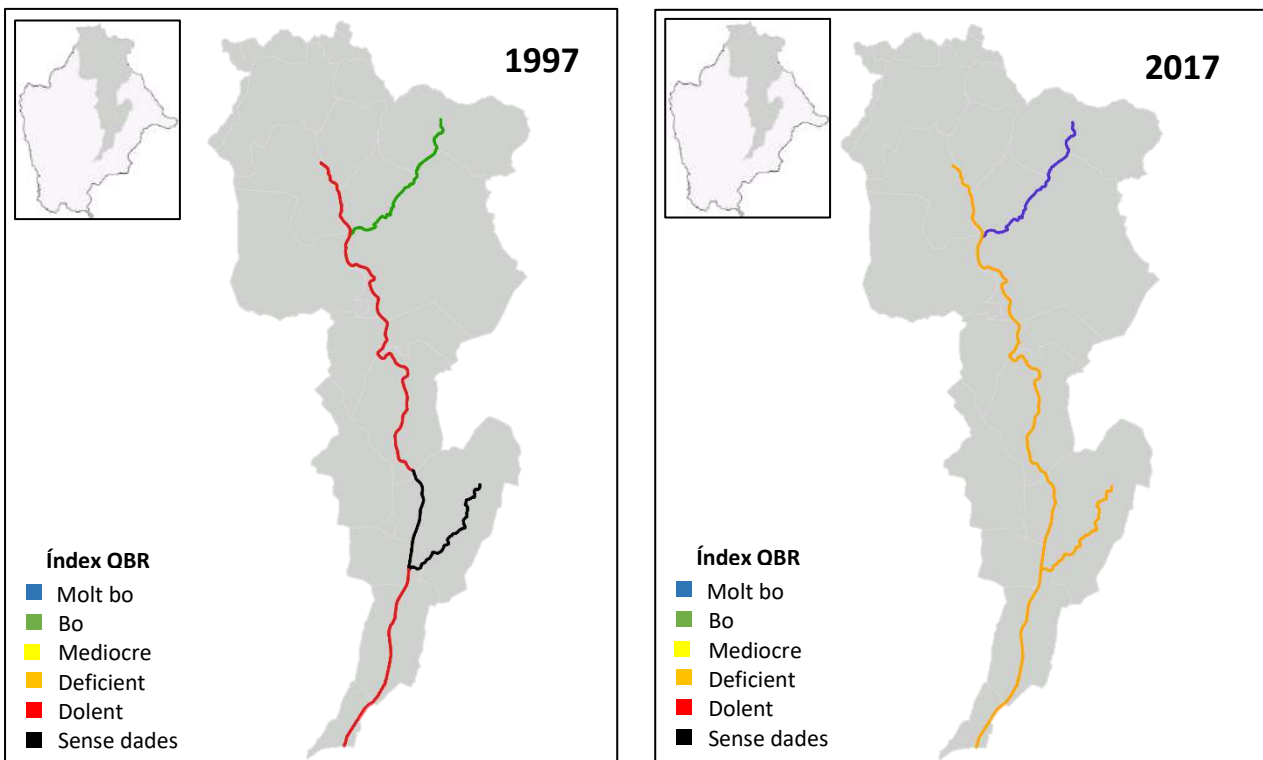 1997
Índex QBR
Molt bo
Bo
Mediocre
Deficient
Dolent
Sense dades
2017
Índex QBR
Molt bo
Bo
Mediocre
Deficient
Dolent
Sense dades